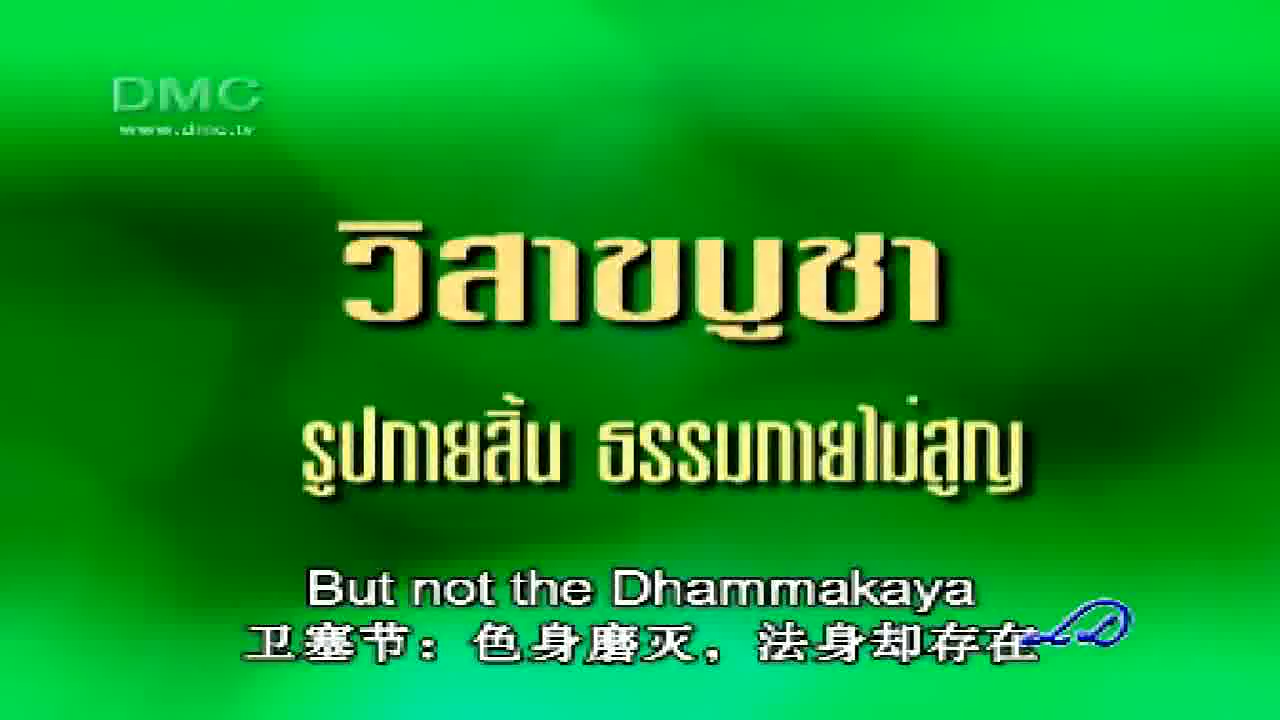 DMC
www.dmc.tv
วิสาขบูชา
รูปกายสิ้น ธรรมกายไม่สูญ
But not the Dhammakaya
卫塞节：色身磨灭，法身却存在